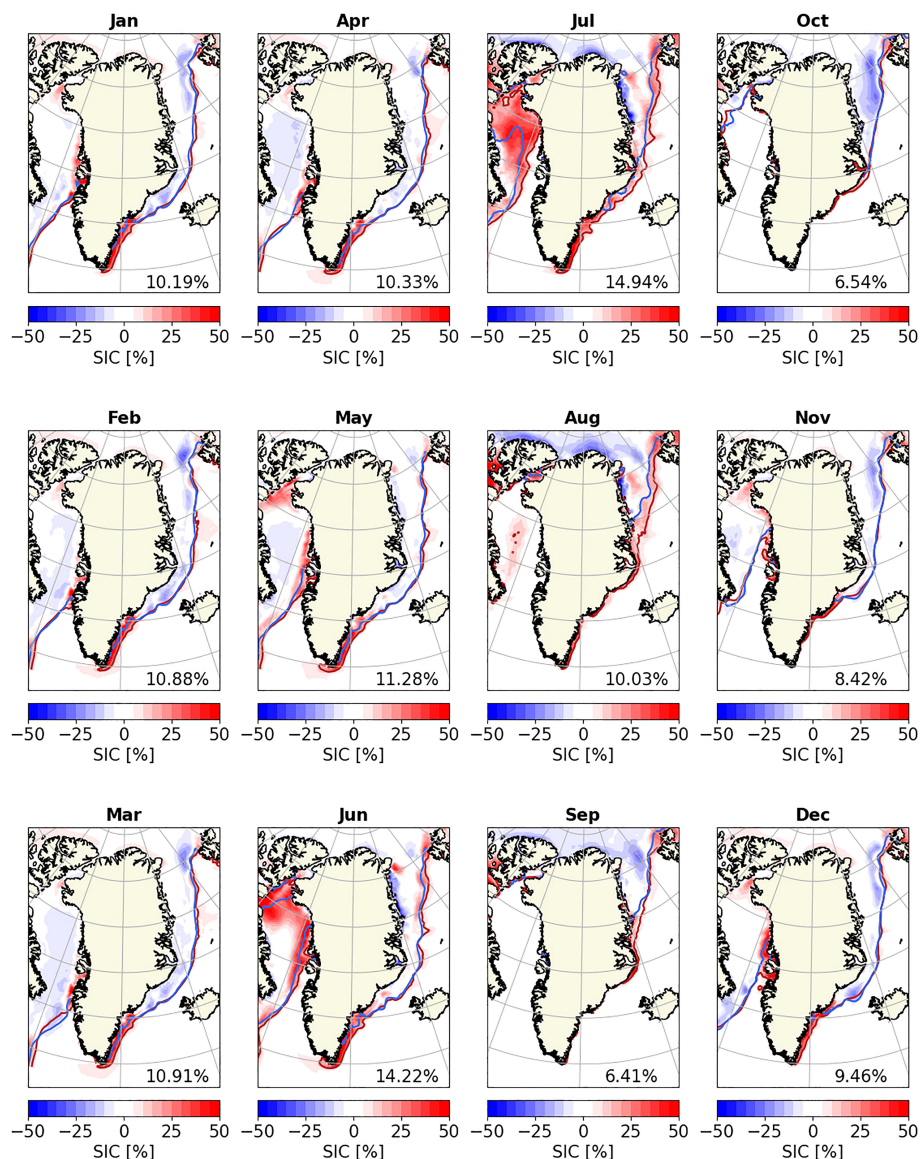 Jan Apr Jul Oct
10.19% 10.33% 14.94% 6.54%
−50 −25 0 25 50 −50 −25 0 25 50 −50 −25 0 25 50 −50 −25 0 25 50
SIC [%] SIC [%] SIC [%] SIC [%]
Feb May Aug Nov
10.88% 11.28% 10.03% 8.42%
−50 −25 0 25 50 −50 −25 0 25 50 −50 −25 0 25 50 −50 −25 0 25 50
SIC [%] SIC [%] SIC [%] SIC [%]
Mar Jun Sep Dec
10.91% 14.22% 6.41% 9.46%
−50 −25 0 25 50 −50 −25 0 25 50 −50 −25 0 25 50 −50 −25 0 25 50
SIC [%] SIC [%] SIC [%] SIC [%]